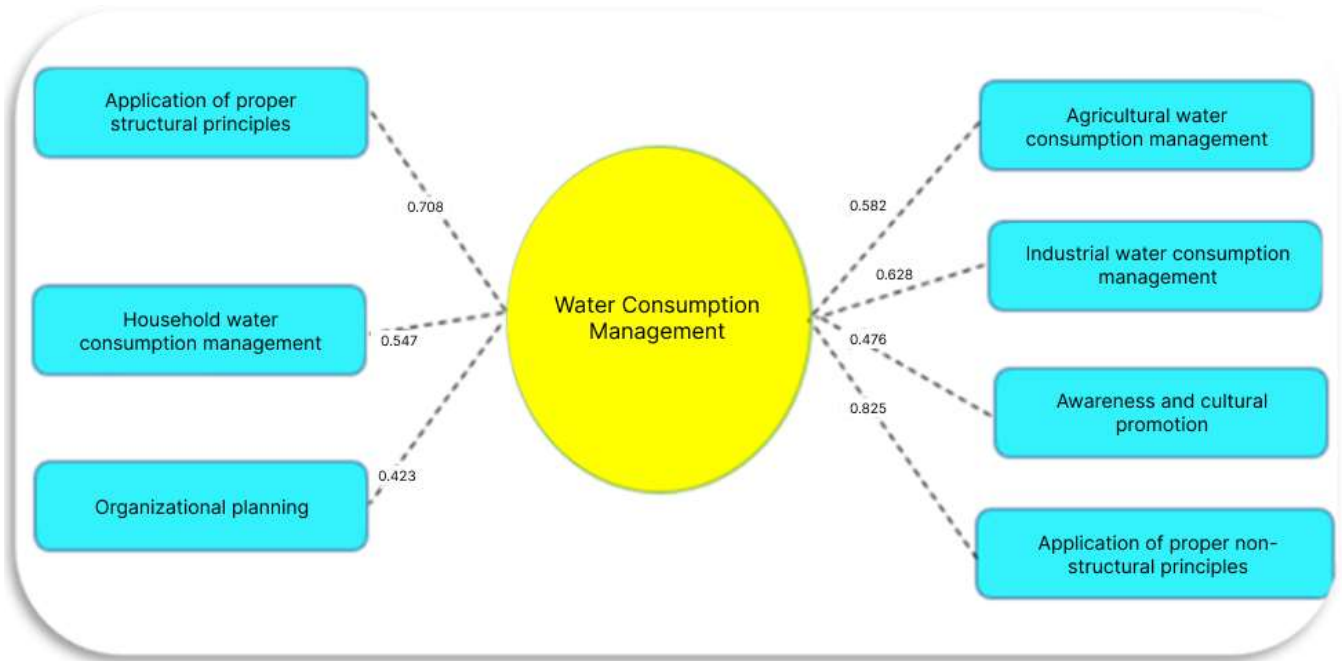 Application of proper
structural principles
0.708
Household water
consumption management
0.547
Organizational planning
0.423
Water Consumption
Management
Agricultural water
consumption management
0.582
Industrial water consumption
management
0.628
Awareness and cultural
promotion
0.476
Application of proper non-
structural principles
0.825